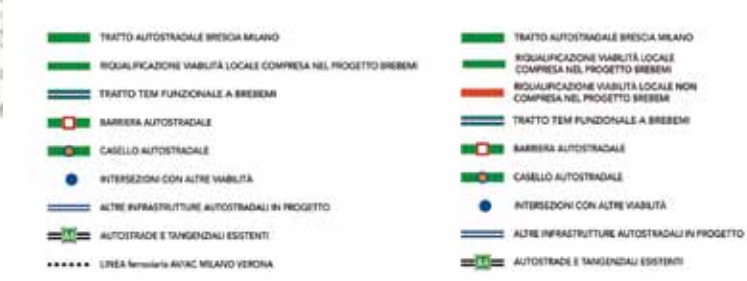 TRATTO AUTOSTRADALE BRESCIA MILANO
RIQUALIFICAZIONE VIABILITÀ LOCALE COMPRESA NEL PROGETTO BREBEMI
TRATTO TEM FUNZIONALE A BREBEMI
BARRIERA AUTOSTRADALE
CASELLO AUTOSTRADALE
INTERSEZIONI CON ALTRE VIABILITÀ
ALTRE INFRASTRUTTURE AUTOSTRADALI IN PROGETTO
AUTOSTRADE E TANGENZIALI ESISTENTI
LINEA ferroviaria AV/AC MILANO VERONA
TRATTO AUTOSTRADALE BRESCIA MILANO
RIQUALIFICAZIONE VIABILITÀ LOCALE
COMPRESA NEL PROGETTO BREBEMI
RIQUALIFICAZIONE VIABILITÀ LOCALE NON
COMPRESA NEL PROGETTO BREBEMI
TRATTO TEM FUNZIONALE A BREBEMI
BARRIERA AUTOSTRADALE
CASELLO AUTOSTRADALE
INTERSEZIONI CON ALTRE VIABILITÀ
ALTRE INFRASTRUTTURE AUTOSTRADALI IN PROGETTO
AUTOSTRADE E TANGENZIALI ESISTENTI